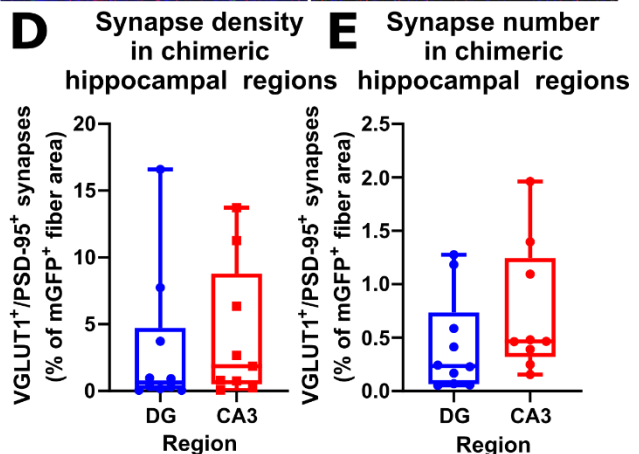 D
Synapse density
in chimeric
hippocampal regions
VGLUT1⁺/PSD-95⁺ synapses
(% of mGFP⁺ fiber area)
20
15
10
5
0
DG
CA3
Region
E
Synapse number
in chimeric
hippocampal regions
VGLUT1⁺/PSD-95⁺ synapses
(% of mGFP⁺ fiber area)
2.5
2.0
1.5
1.0
0.5
0.0
DG
CA3
Region